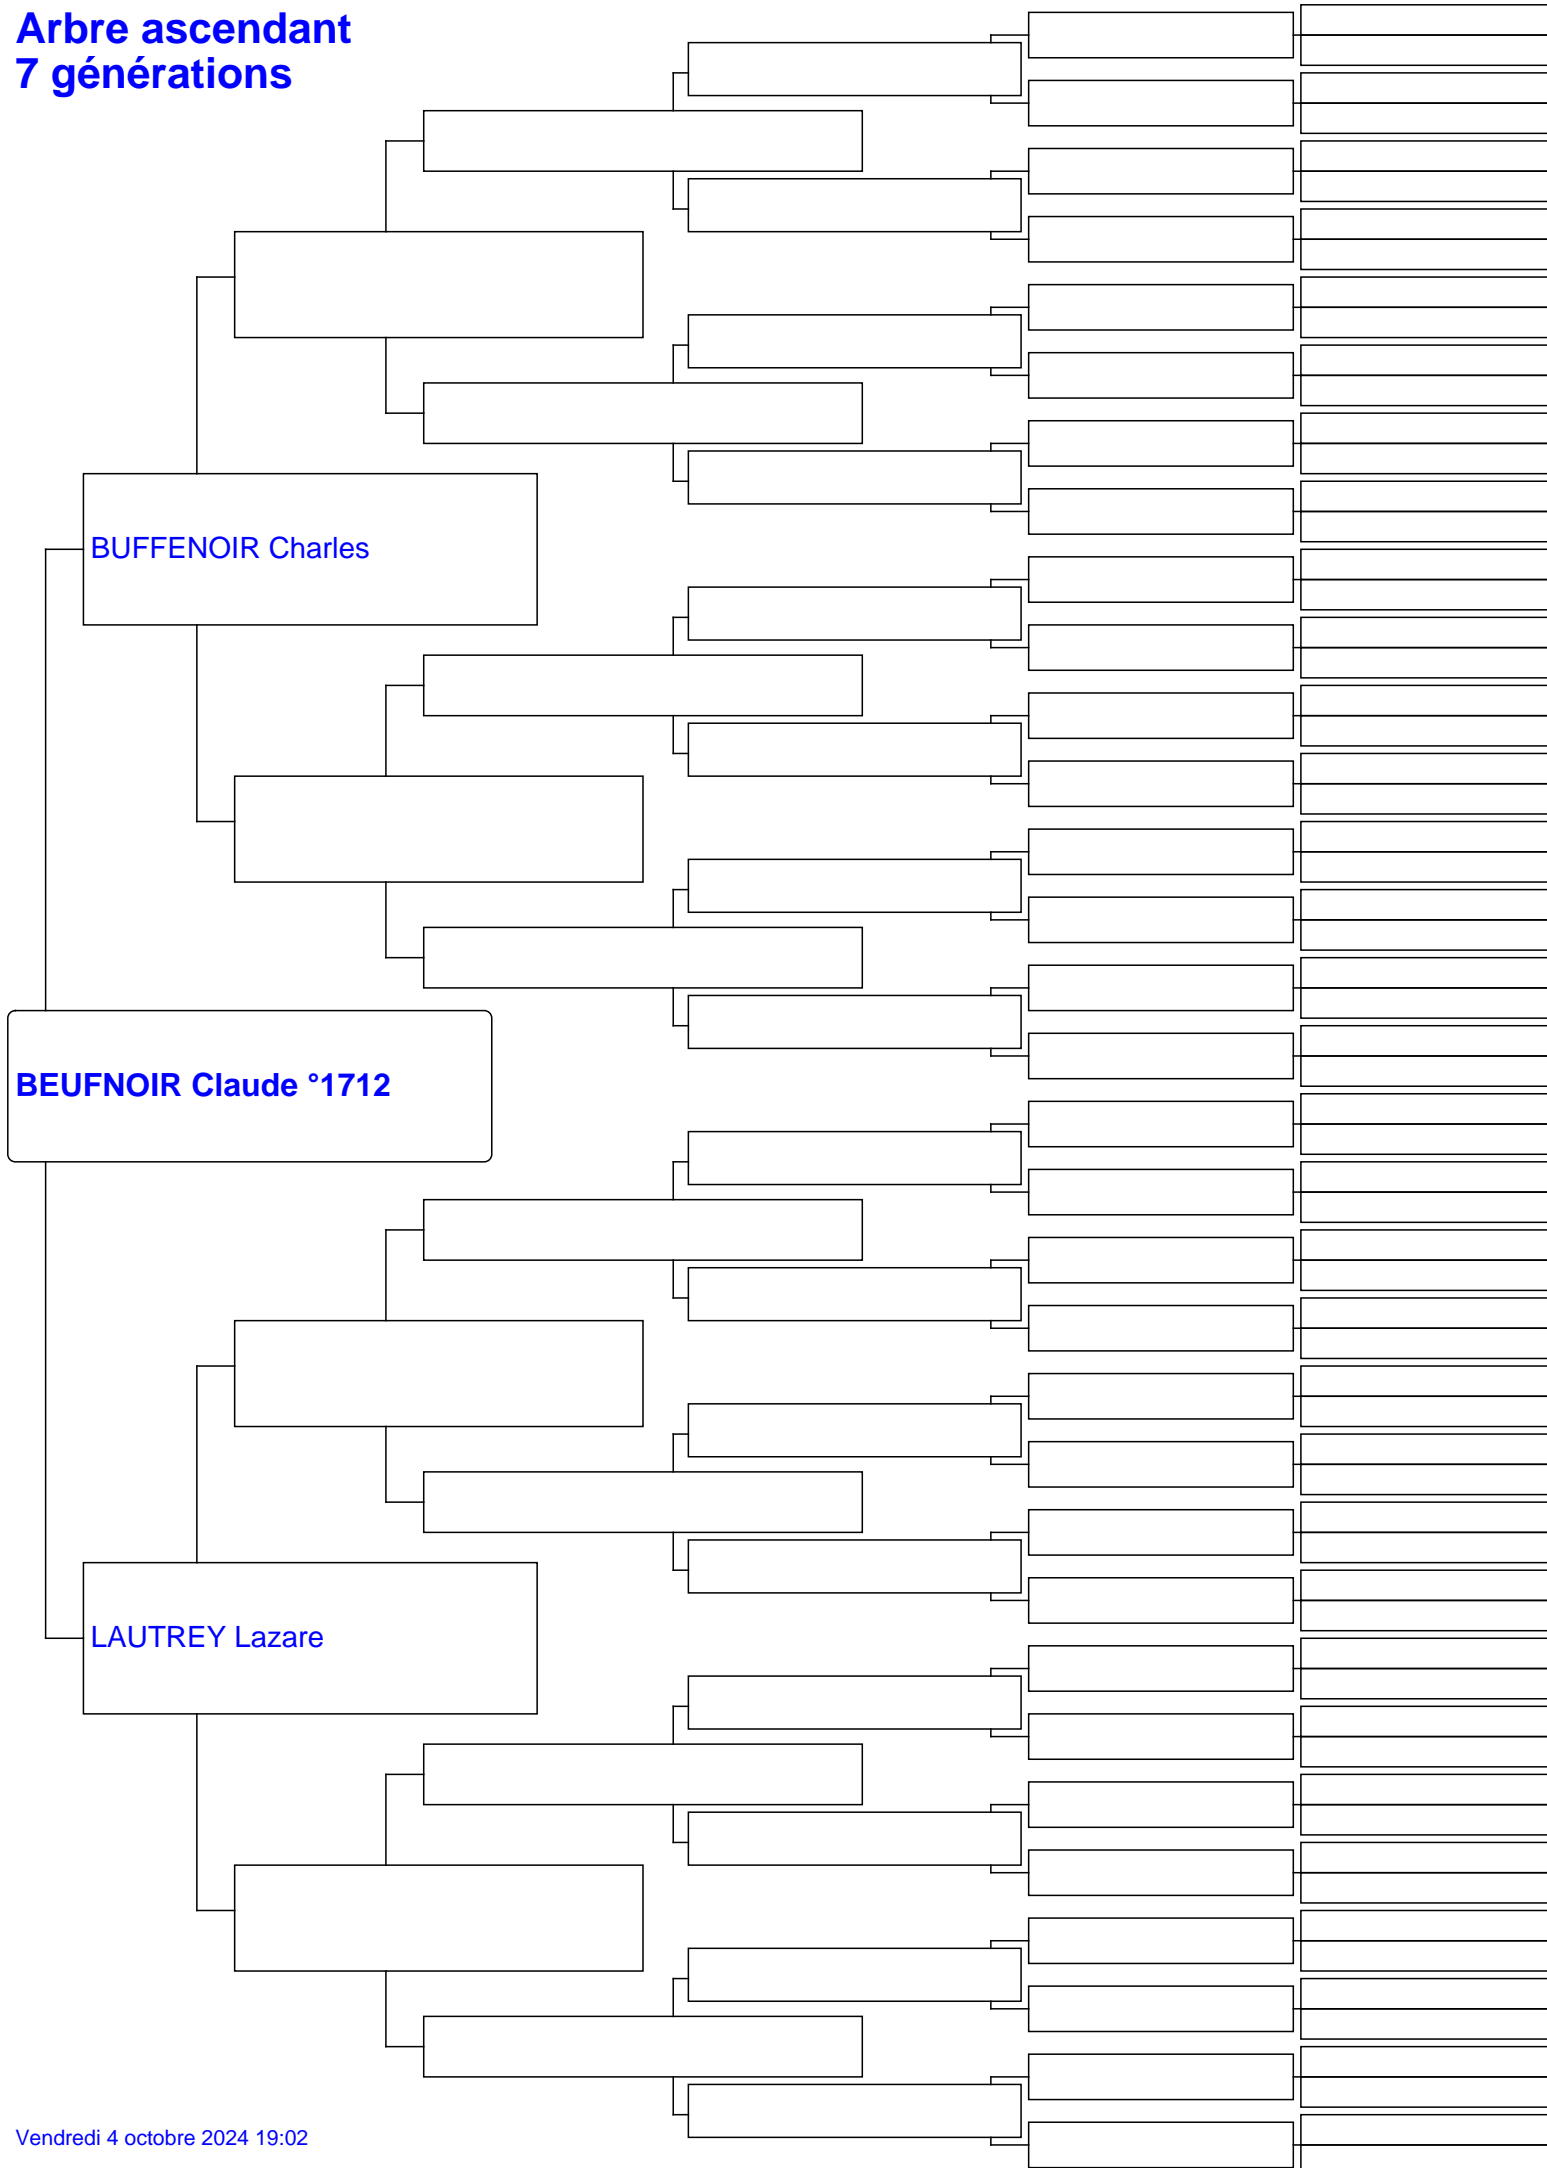 Arbre ascendant
7 générations
BUFFENOIR Charles
BEUFNOIR Claude °1712
LAUTREY Lazare
Vendredi 4 octobre 2024 19:02